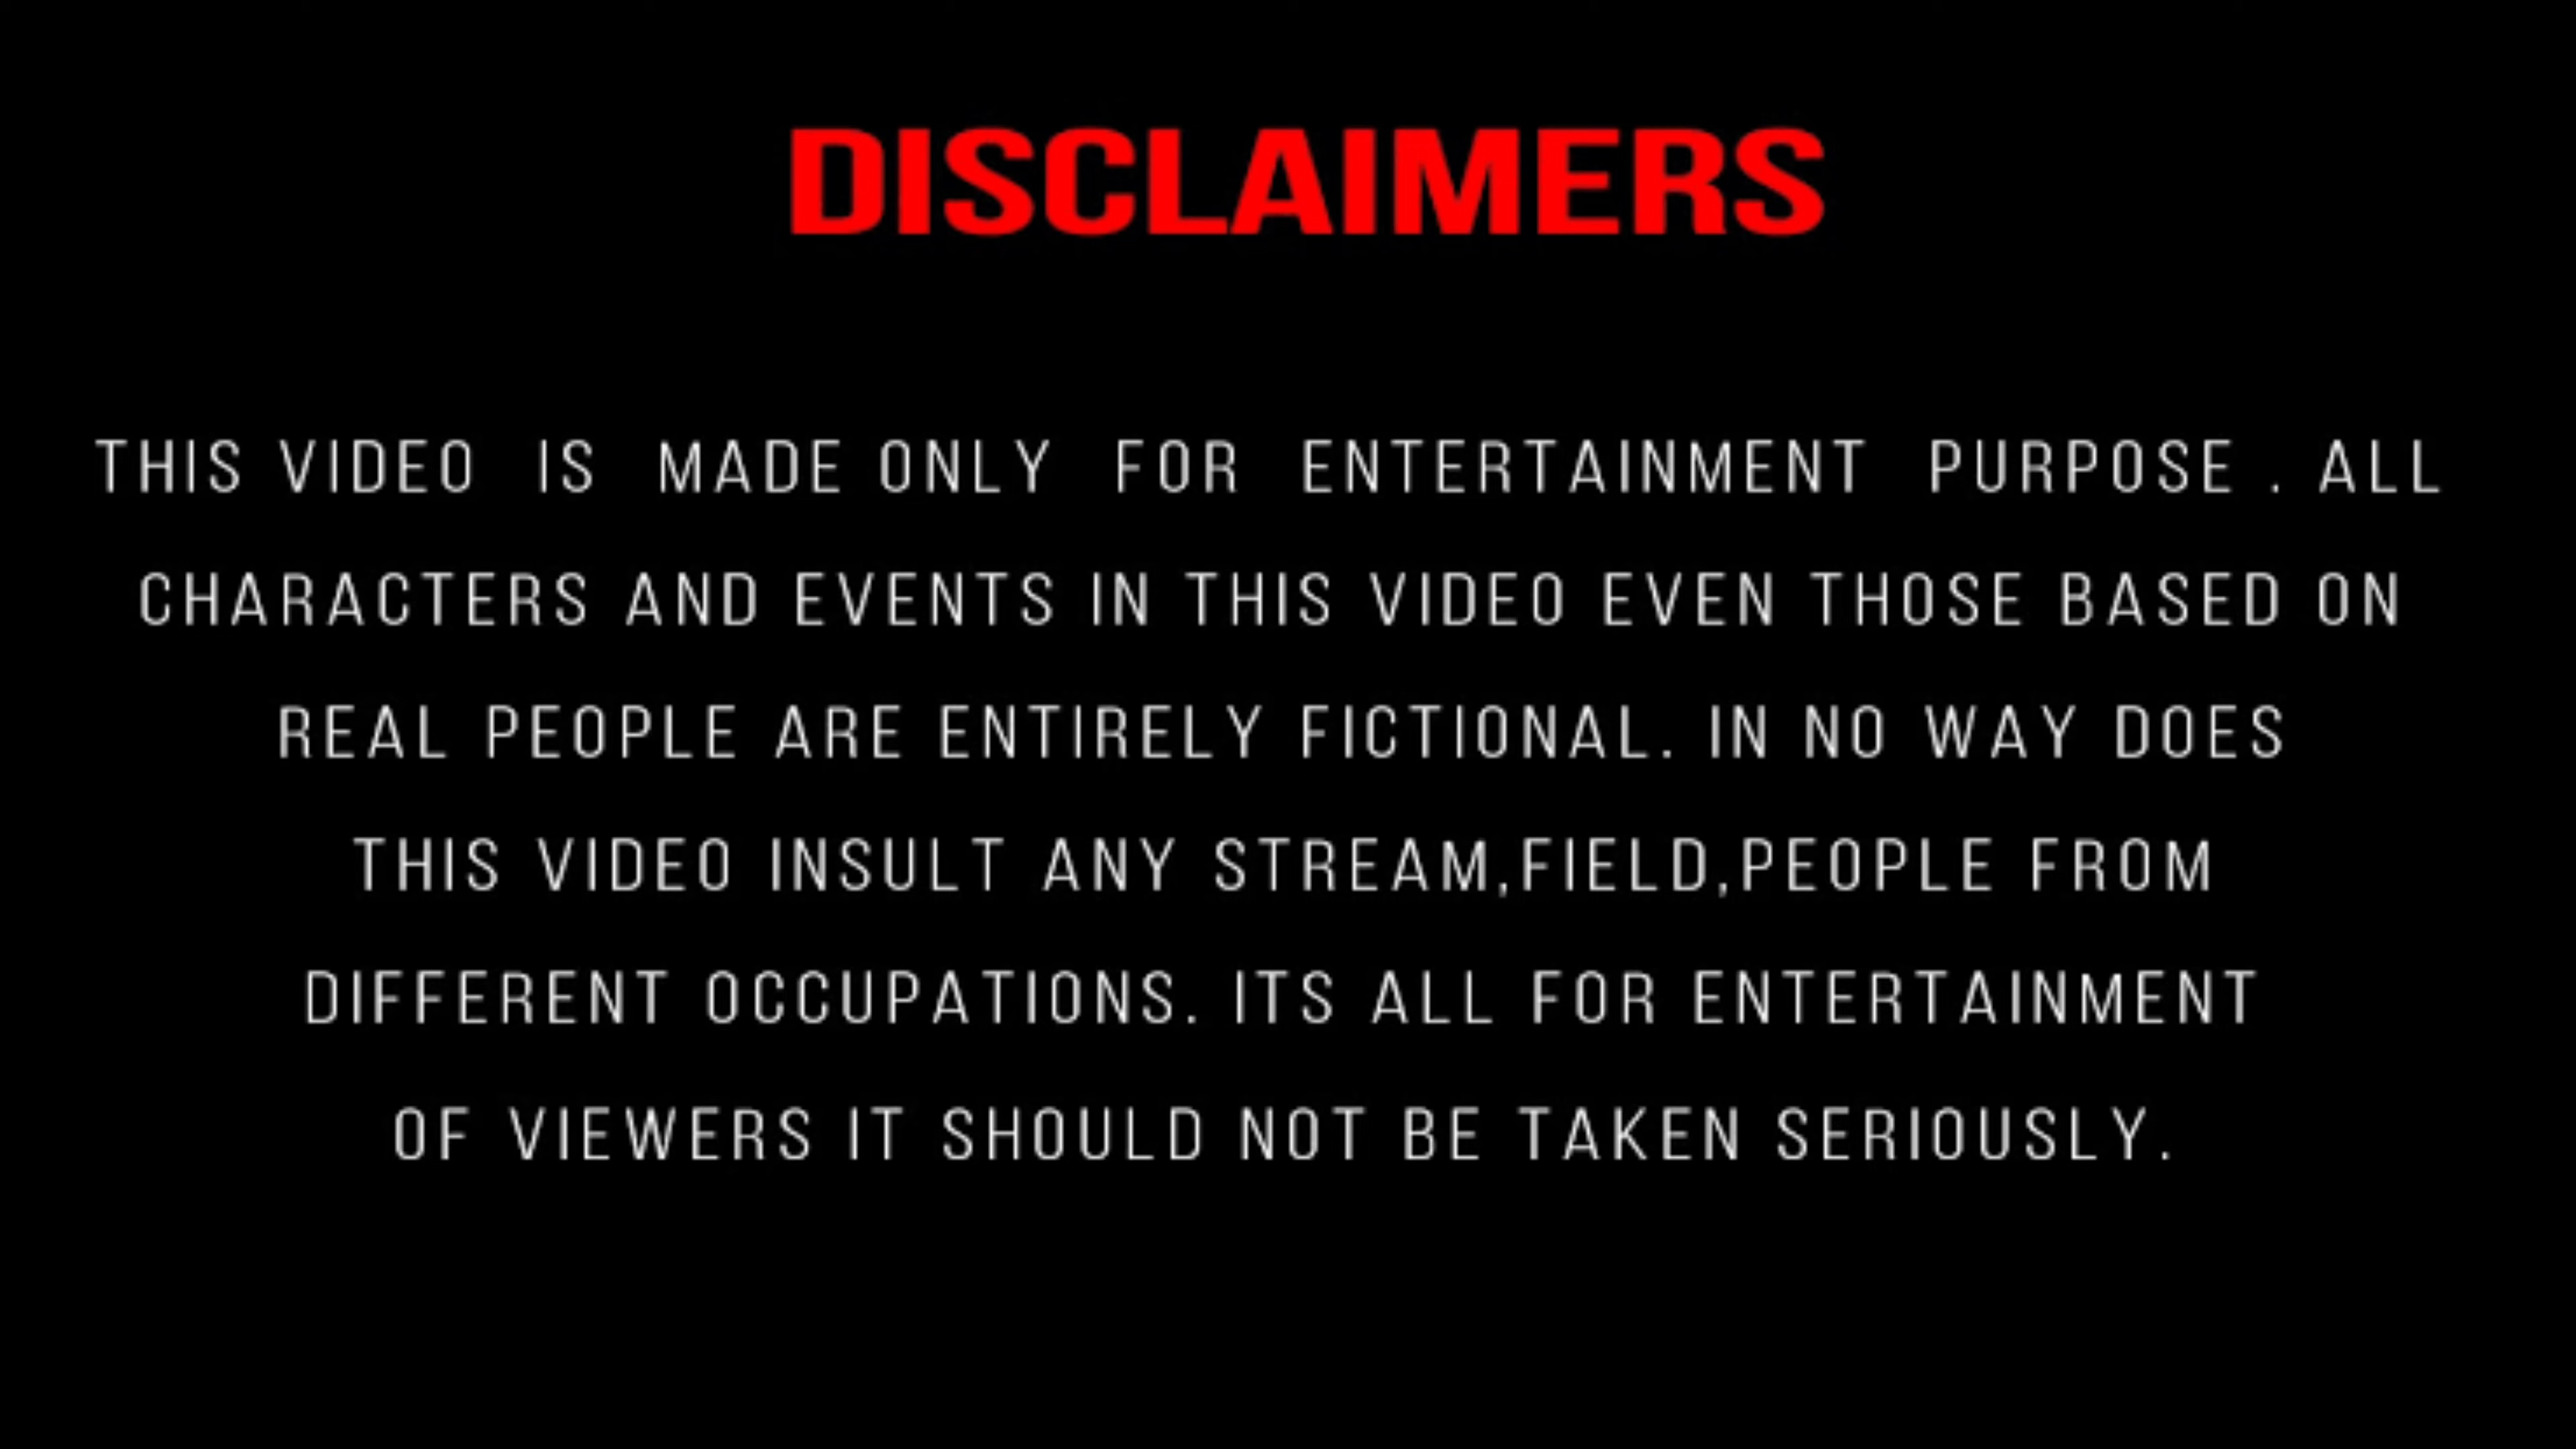 DISCLAIMERS
THIS VIDEO IS MADE ONLY FOR ENTERTAINMENT PURPOSE . ALL
CHARACTERS AND EVENTS IN THIS VIDEO EVEN THOSE BASED ON
REAL PEOPLE ARE ENTIRELY FICTIONAL. IN NO WAY DOES
THIS VIDEO INSULT ANY STREAM,FIELD,PEOPLE FROM
DIFFERENT OCCUPATIONS. ITS ALL FOR ENTERTAINMENT
OF VIEWERS IT SHOULD NOT BE TAKEN SERIOUSLY.